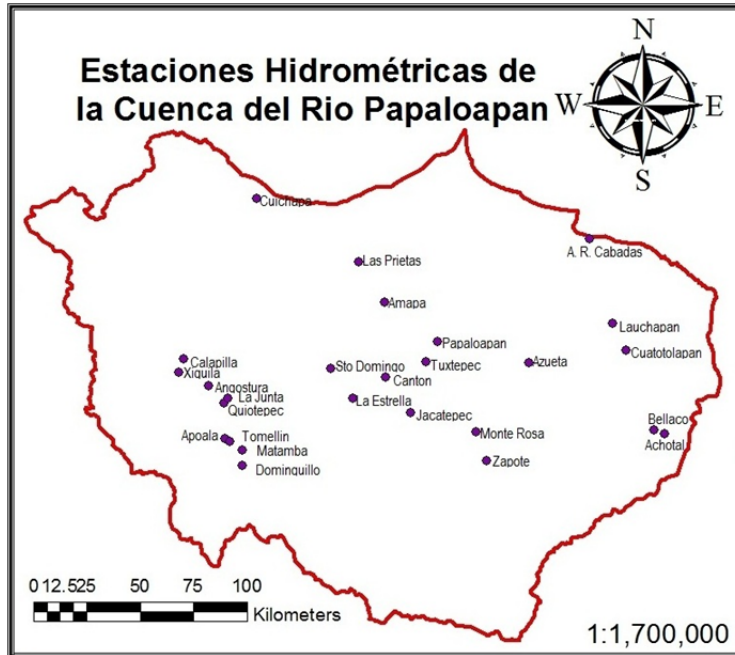 Estaciones Hidrométricas de
la Cuenca del Rio Papaloapan
N
W
E
S
Cuichapa
A. R. Cabadas
Las Prietas
Amapa
Lauchapan
Papaloapan
Cuatotolapan
Calapilla
Sto Domingo
Tuxtepec
Azueta
Xiquila
Canton
Angostura
La Junta
La Estrella
Quiotepec
Jacatepec
Bellaco
Apoala
Tomellin
Monte Rosa
Achotal
Matamba
Zapote
Dominquillo
0 12.525 50 75 100
Kilometers
1:1,700,000